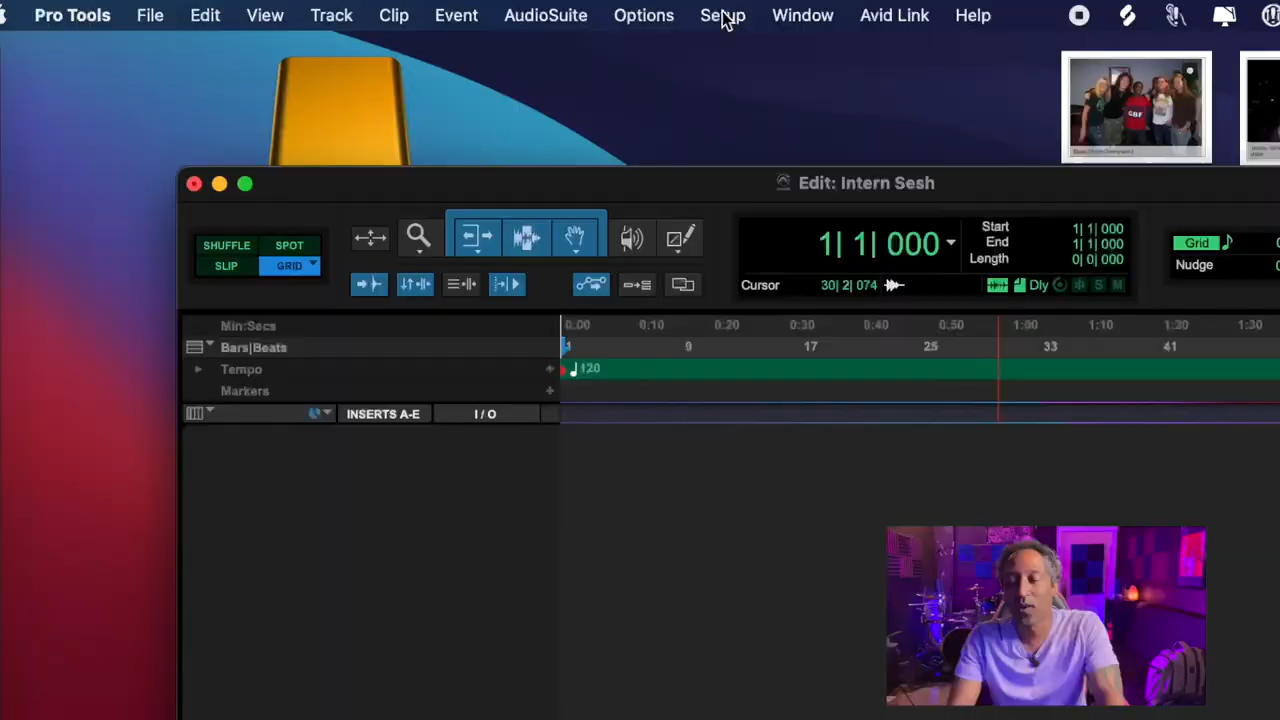 Pro Tools File Edit View Track Clip Event AudioSuite Options Setup Window Avid Link Help
GBF
Edit: Intern Sesh
SHUFFLE SPOT
SLIP GRID
1| 1| 000
Start 1| 1| 000
End 1| 1| 000
Length 0| 0| 000
Cursor 30| 2| 074
Dly S M
Grid
Nudge
Min:Secs 0:00 0:10 0:20 0:30 0:40 0:50 1:00 1:10 1:20 1:30
Bars|Beats 1 9 17 25 33 41
Tempo 120
Markers
INSERTS A-E I / O